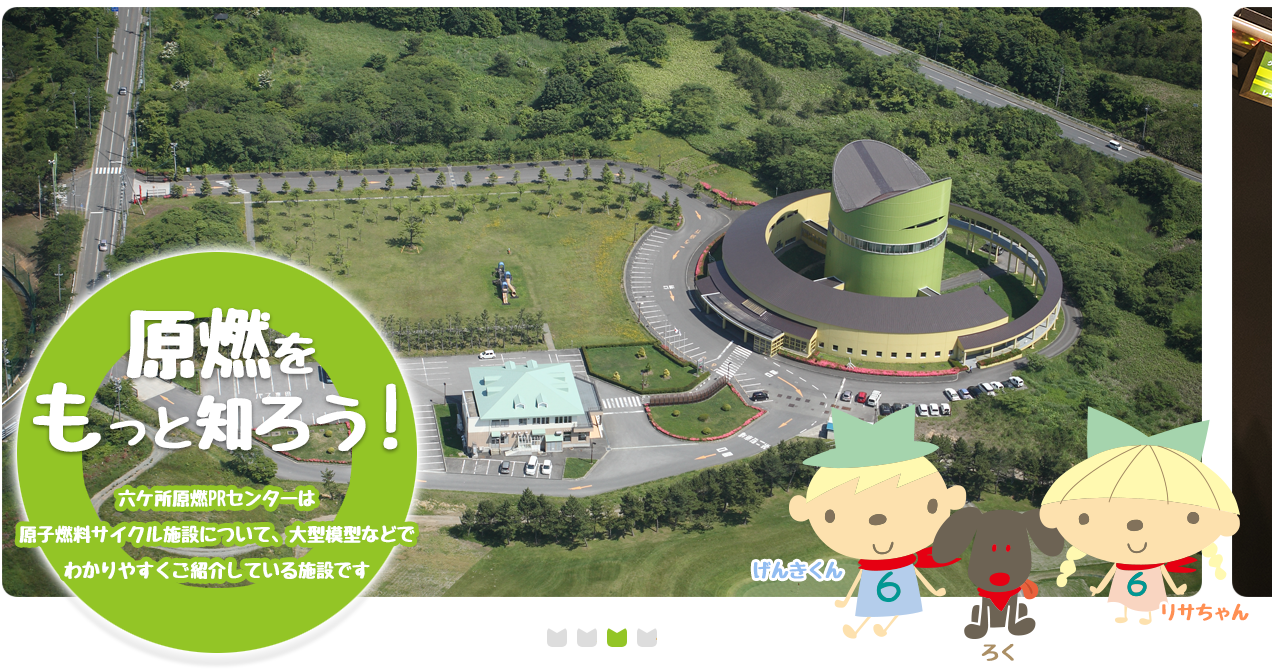 原燃を
もっと知ろう!
六ケ所原燃PRセンターは
原子燃料サイクル施設について、大型模型などで
わかりやすくご紹介している施設です
げんきくん
6
6
リサちゃん
ろく